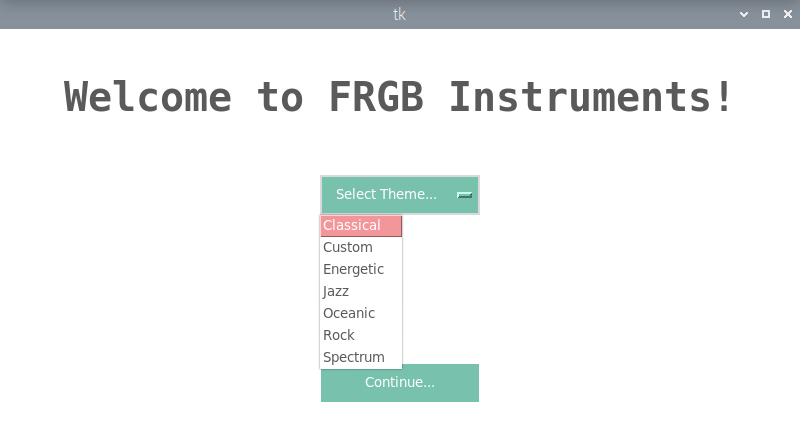 tk
Welcome to FRGB Instruments!
Select Theme...
Classical
Custom
Energetic
Jazz
Oceanic
Rock
Spectrum
Continue...